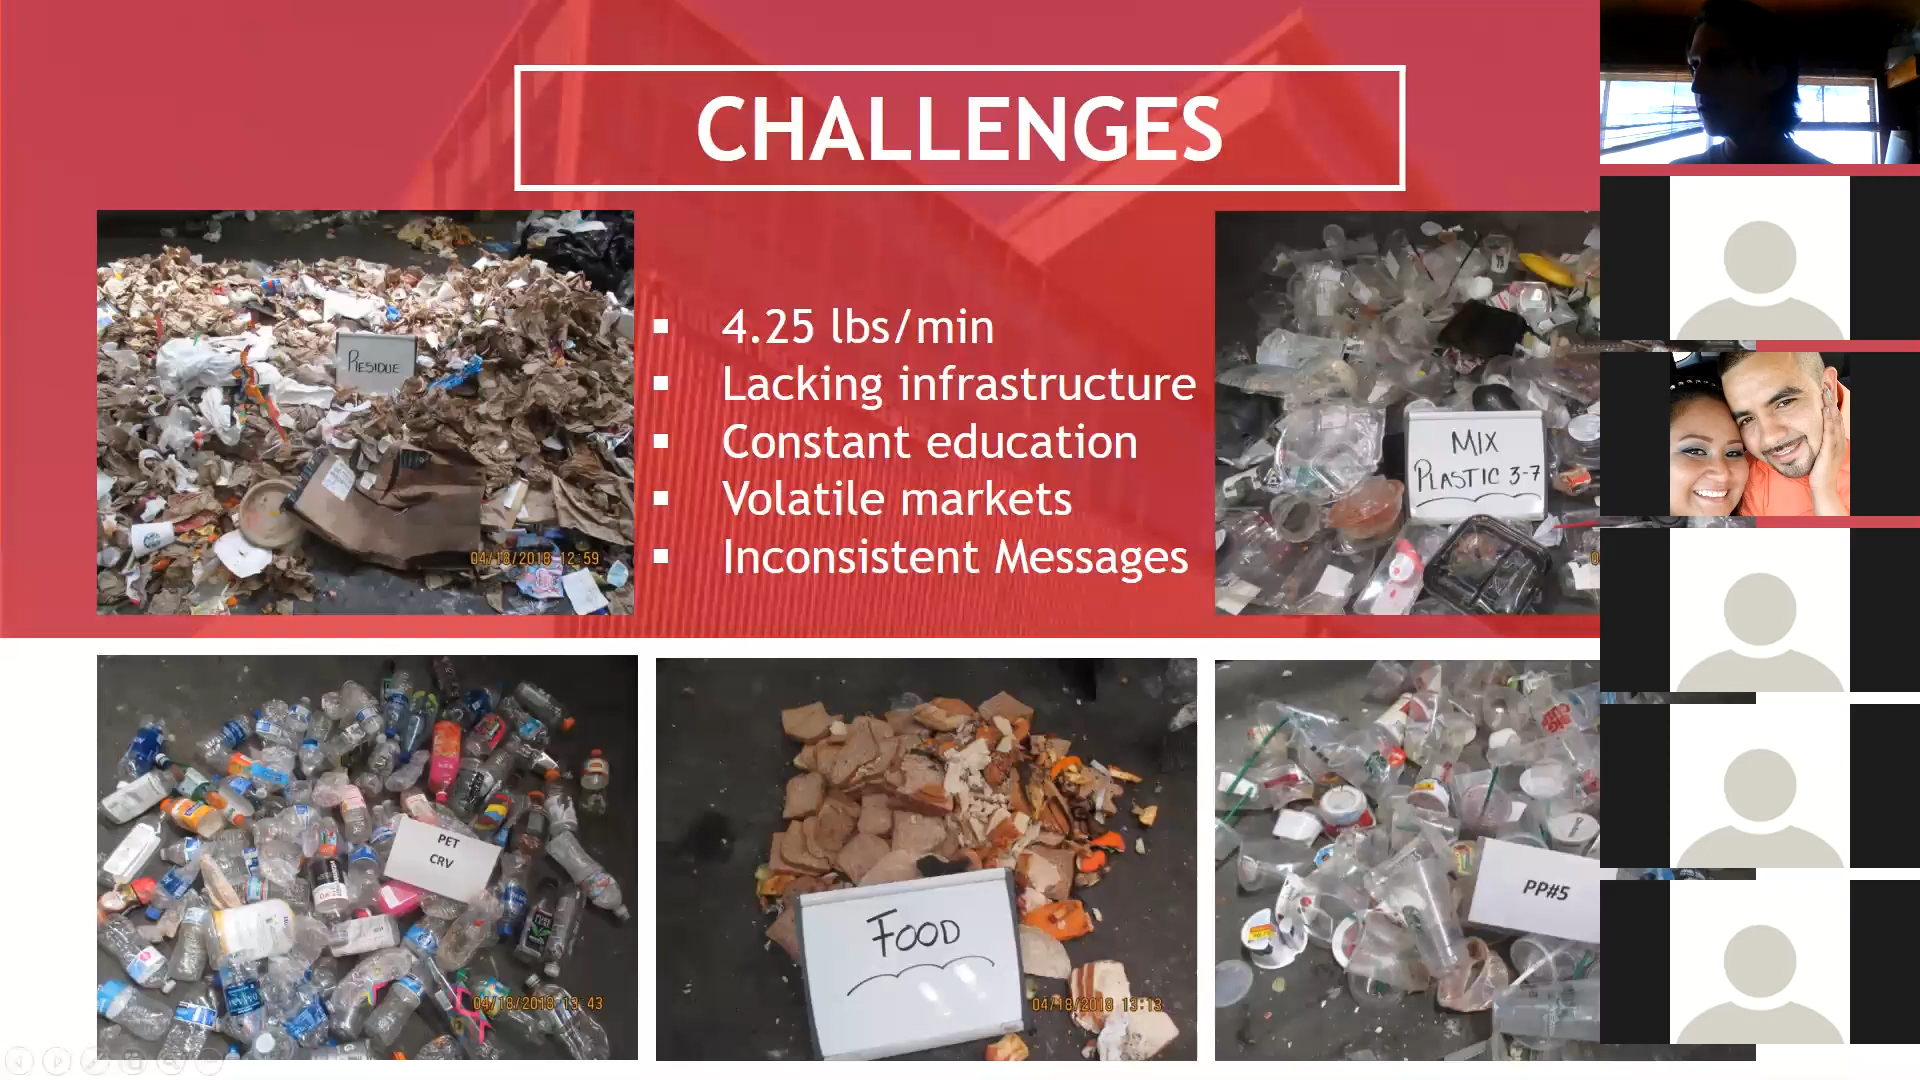 CHALLENGES
RESIDUE
04/18/2018 12:59
▪ 4.25 lbs/min
▪ Lacking infrastructure
▪ Constant education
▪ Volatile markets
▪ Inconsistent Messages
MIX
PLASTIC 3-7
PET
CRV
04/18/2018 13:43
FOOD
04/18/2018 13:13
PP#5